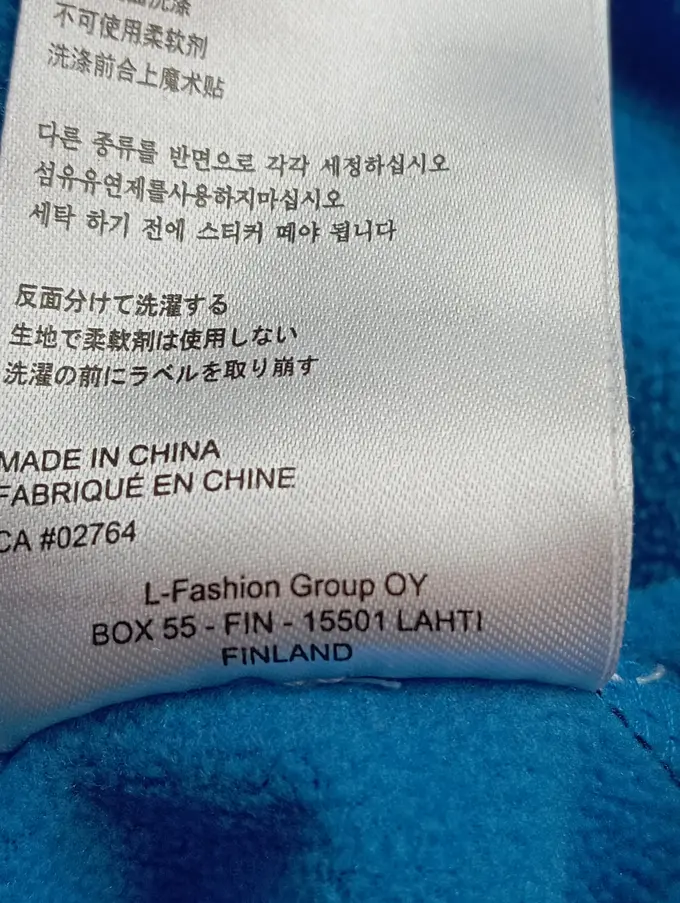 洗涤
不可使用柔软剂
洗涤前合上魔术贴
다른 종류를 반면으로 각각 세정하십시오
섬유유연제를사용하지마십시오
세탁 하기 전에 스티커 떼야 됩니다
反面分けて洗濯する
生地で柔軟剤は使用しない
洗濯の前にラベルを取り崩す
MADE IN CHINA
FABRIQUÉ EN CHINE
CA #02764
L-Fashion Group OY
BOX 55 - FIN - 15501 LAHTI
FINLAND